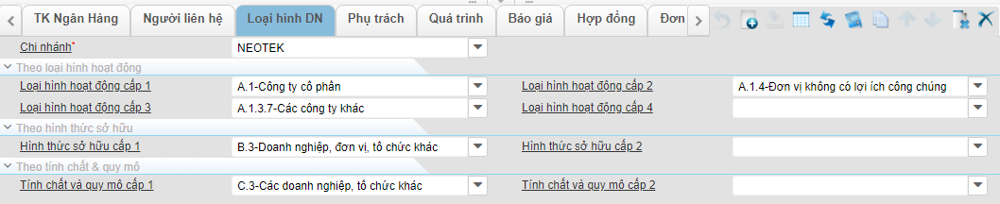 TK Ngân Hàng Người liên hệ Loại hình DN Phụ trách Quá trình Báo giá Hợp đồng Đơn
Chi nhánh* NEOTEK
Theo loại hình hoạt động
Loại hình hoạt động cấp 1 A.1-Công ty cổ phần Loại hình hoạt động cấp 2 A.1.4-Đơn vị không có lợi ích công chúng
Loại hình hoạt động cấp 3 A.1.3.7-Các công ty khác Loại hình hoạt động cấp 4
Theo hình thức sở hữu
Hình thức sở hữu cấp 1 B.3-Doanh nghiệp, đơn vị, tổ chức khác Hình thức sở hữu cấp 2
Theo tính chất & quy mô
Tính chất và quy mô cấp 1 C.3-Các doanh nghiệp, tổ chức khác Tính chất và quy mô cấp 2